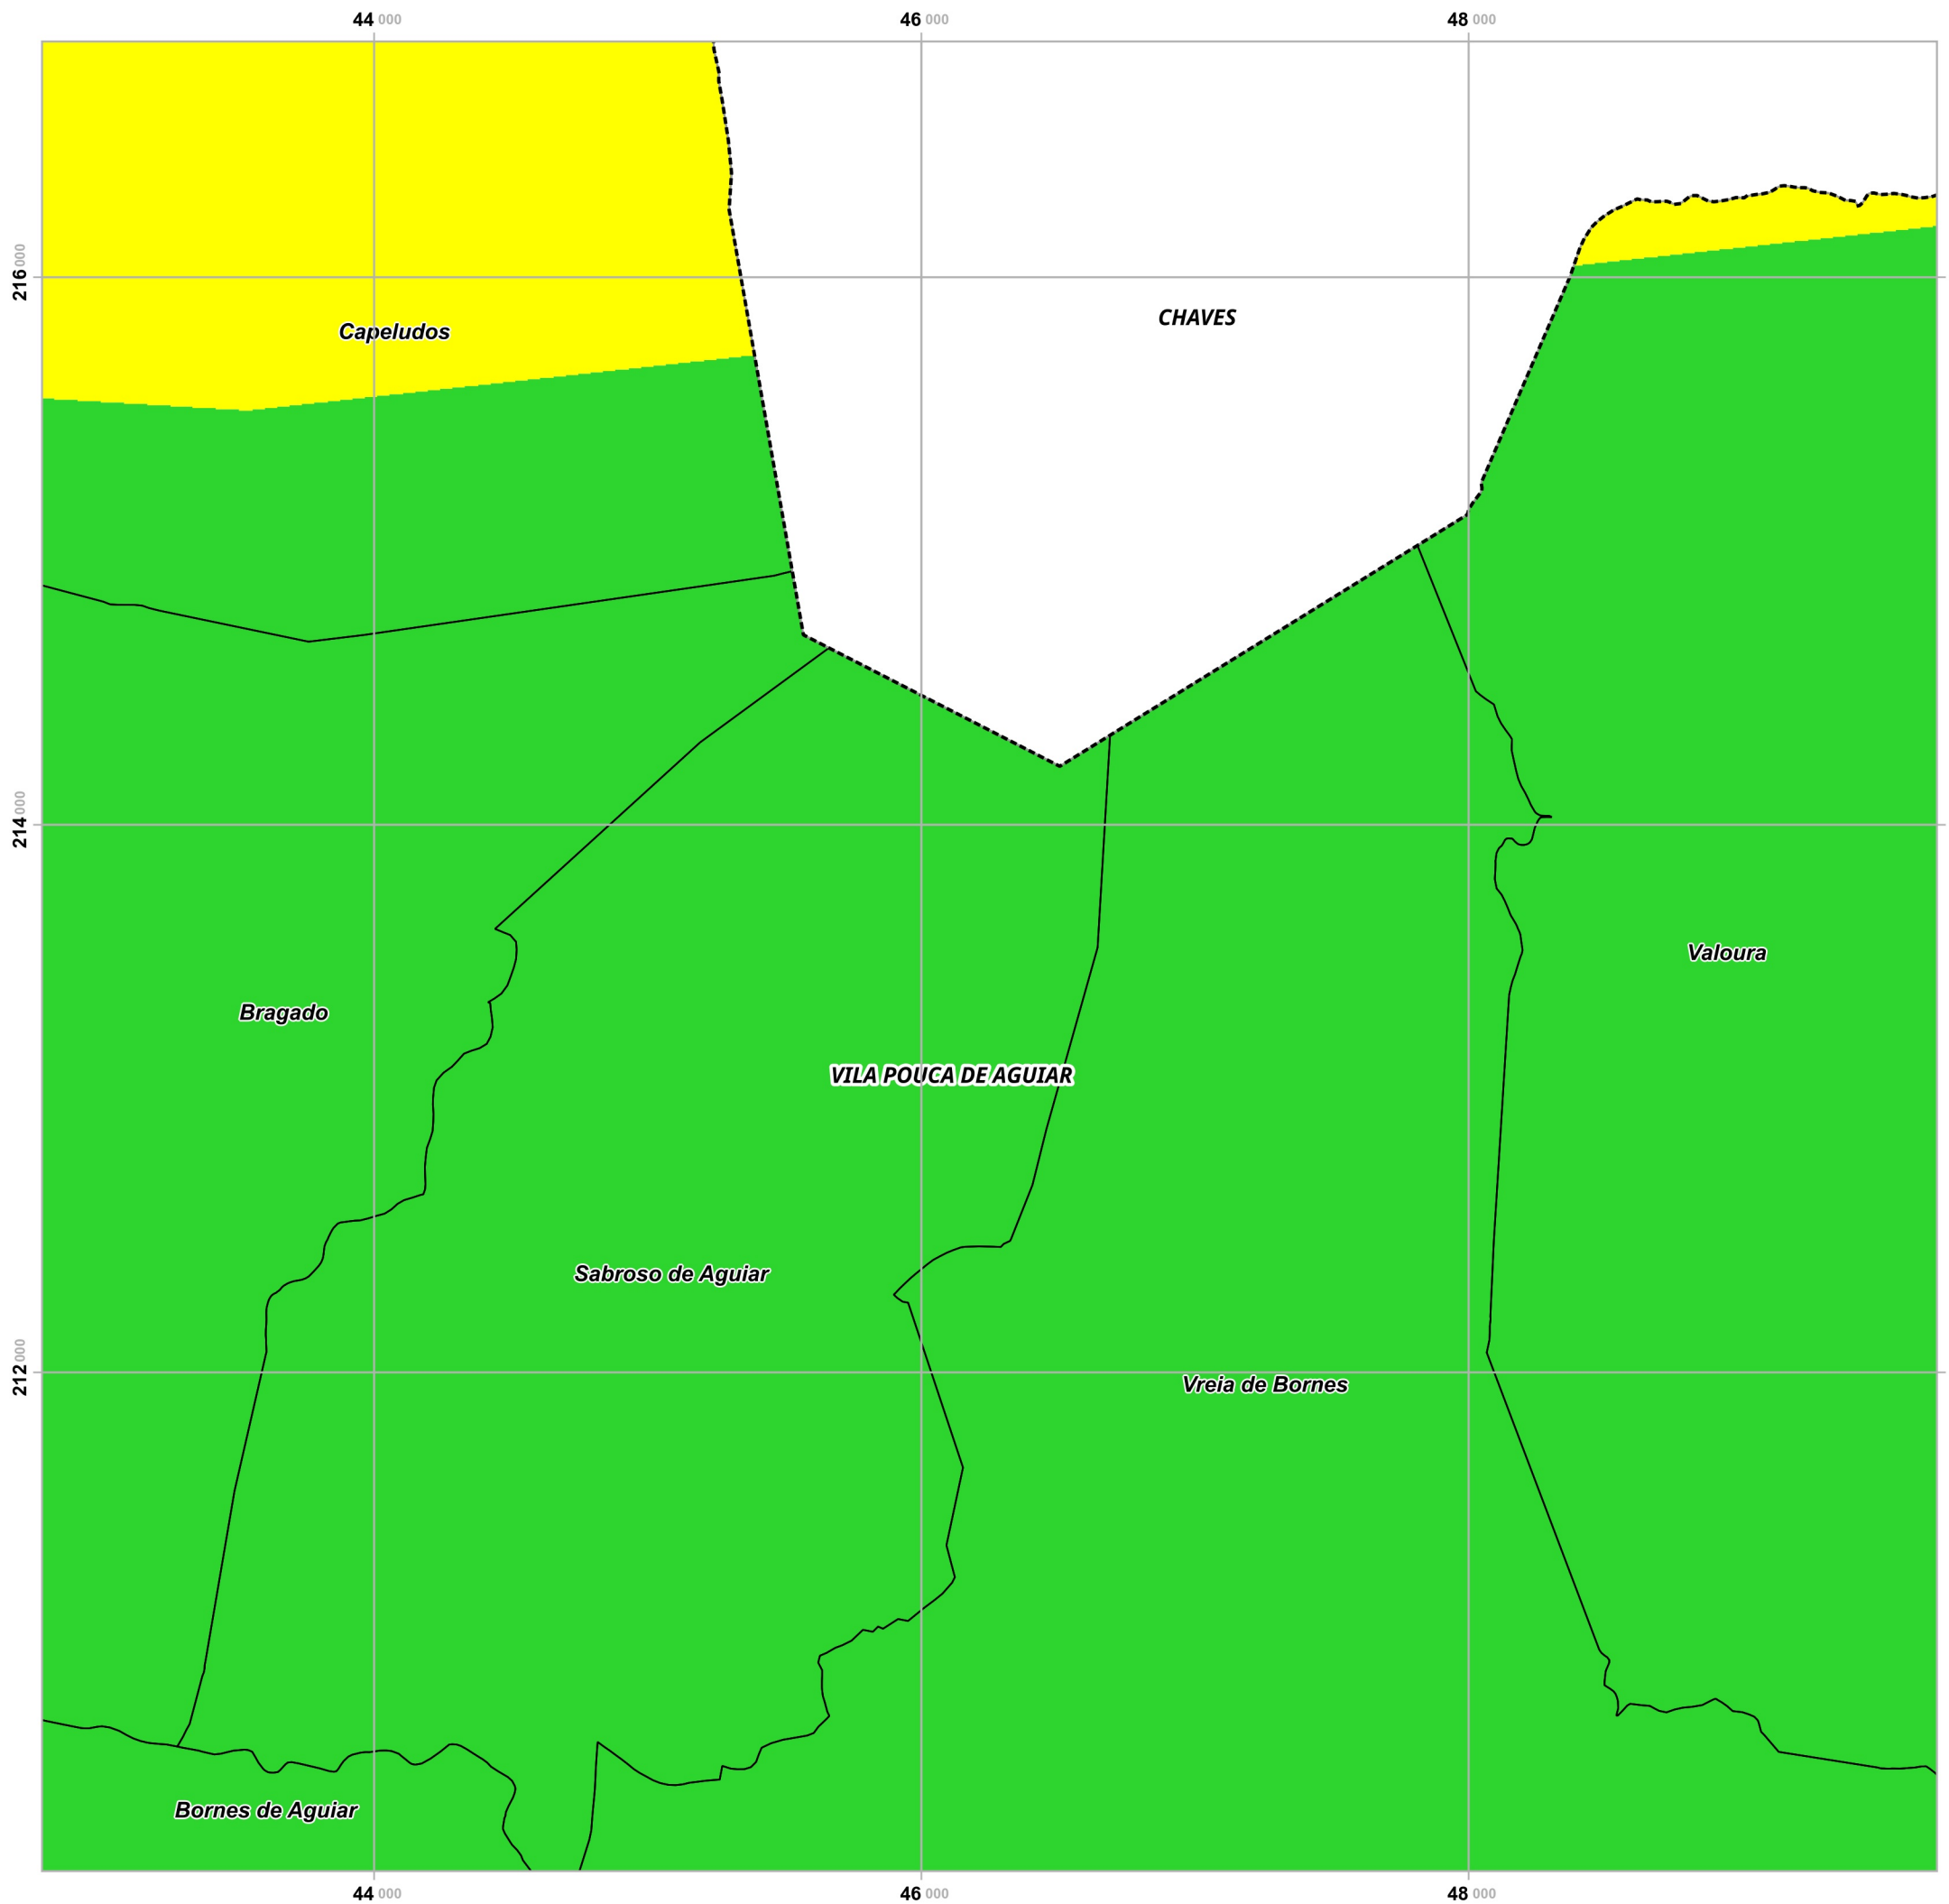 44 000 46 000 48 000
216 000
CHAVES
Capeludos
214 000
Valoura
Bragado
VILA POUCA DE AGUIAR
Sabroso de Aguiar
212 000
Vreia de Bornes
Bornes de Aguiar
44 000 46 000 48 000